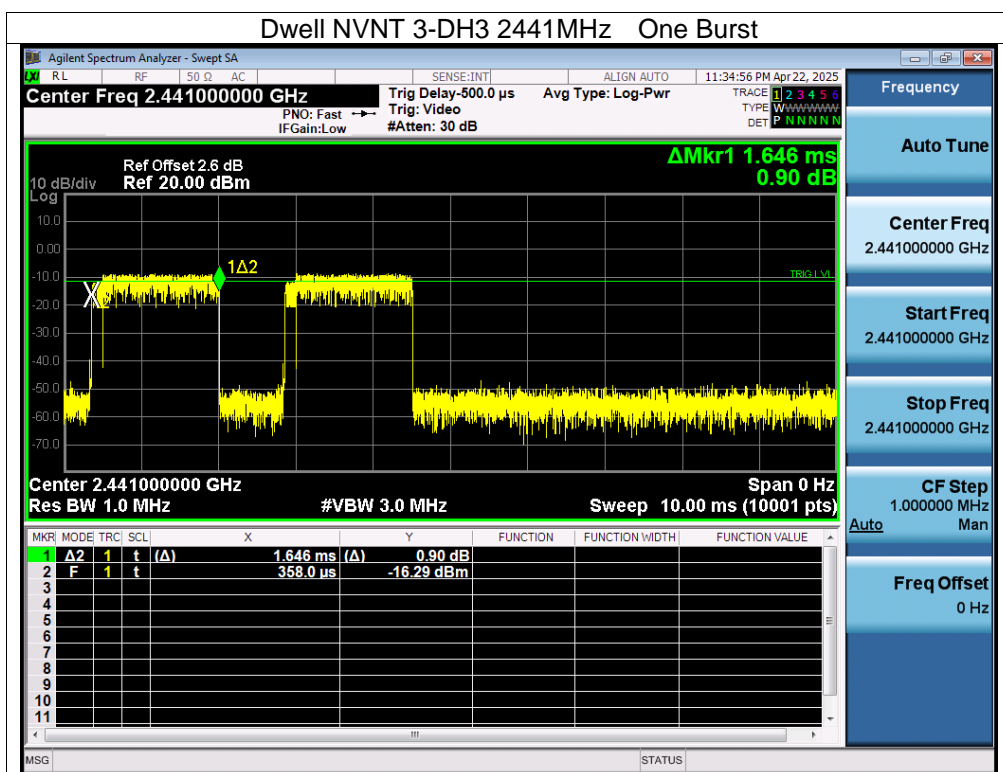 Dwell NVNT 3-DH3 2441MHz One Burst
Agilent Spectrum Analyzer - Swept SA
LXI RL RF 50 Ω AC SENSE:INT ALIGN AUTO 11:34:56 PM Apr 22, 2025
Center Freq 2.441000000 GHz Trig Delay-500.0 µs Avg Type: Log-Pwr TRACE 1 2 3 4 5 6
PNO: Fast Trig: Video TYPE WWWWWW
IFGain:Low #Atten: 30 dB DET P N N N N N
ΔMkr1 1.646 ms
0.90 dB
Ref Offset 2.6 dB
10 dB/div Ref 20.00 dBm
Log
10.0
0.00
-10.0
-20.0
-30.0
-40.0
-50.0
-60.0
-70.0
1Δ2
TRIG LVL
Center 2.441000000 GHz Span 0 Hz
Res BW 1.0 MHz #VBW 3.0 MHz Sweep 10.00 ms (10001 pts)
MKR MODE TRC SCL X Y FUNCTION FUNCTION WIDTH FUNCTION VALUE
1 Δ2 1 t (Δ) 1.646 ms (Δ) 0.90 dB
2 F 1 t 358.0 µs -16.29 dBm
3
4
5
6
7
8
9
10
11
MSG STATUS
Frequency
Auto Tune
Center Freq
2.441000000 GHz
Start Freq
2.441000000 GHz
Stop Freq
2.441000000 GHz
CF Step
1.000000 MHz
Auto Man
Freq Offset
0 Hz